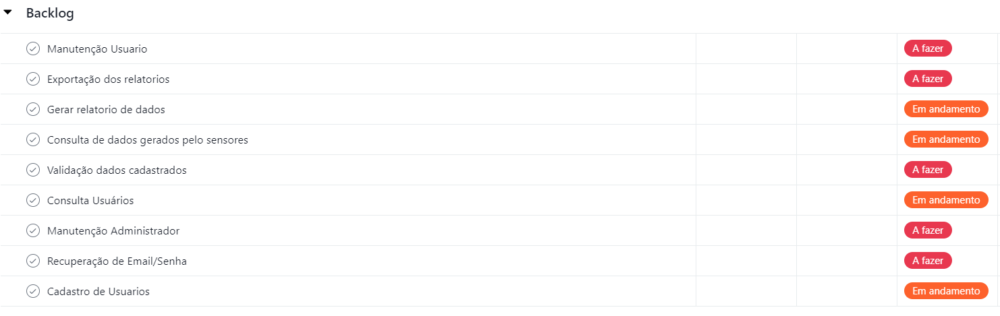 Backlog
Manutenção Usuario A fazer
Exportação dos relatorios A fazer
Gerar relatorio de dados Em andamento
Consulta de dados gerados pelo sensores Em andamento
Validação dados cadastrados A fazer
Consulta Usuários Em andamento
Manutenção Administrador A fazer
Recuperação de Email/Senha A fazer
Cadastro de Usuarios Em andamento